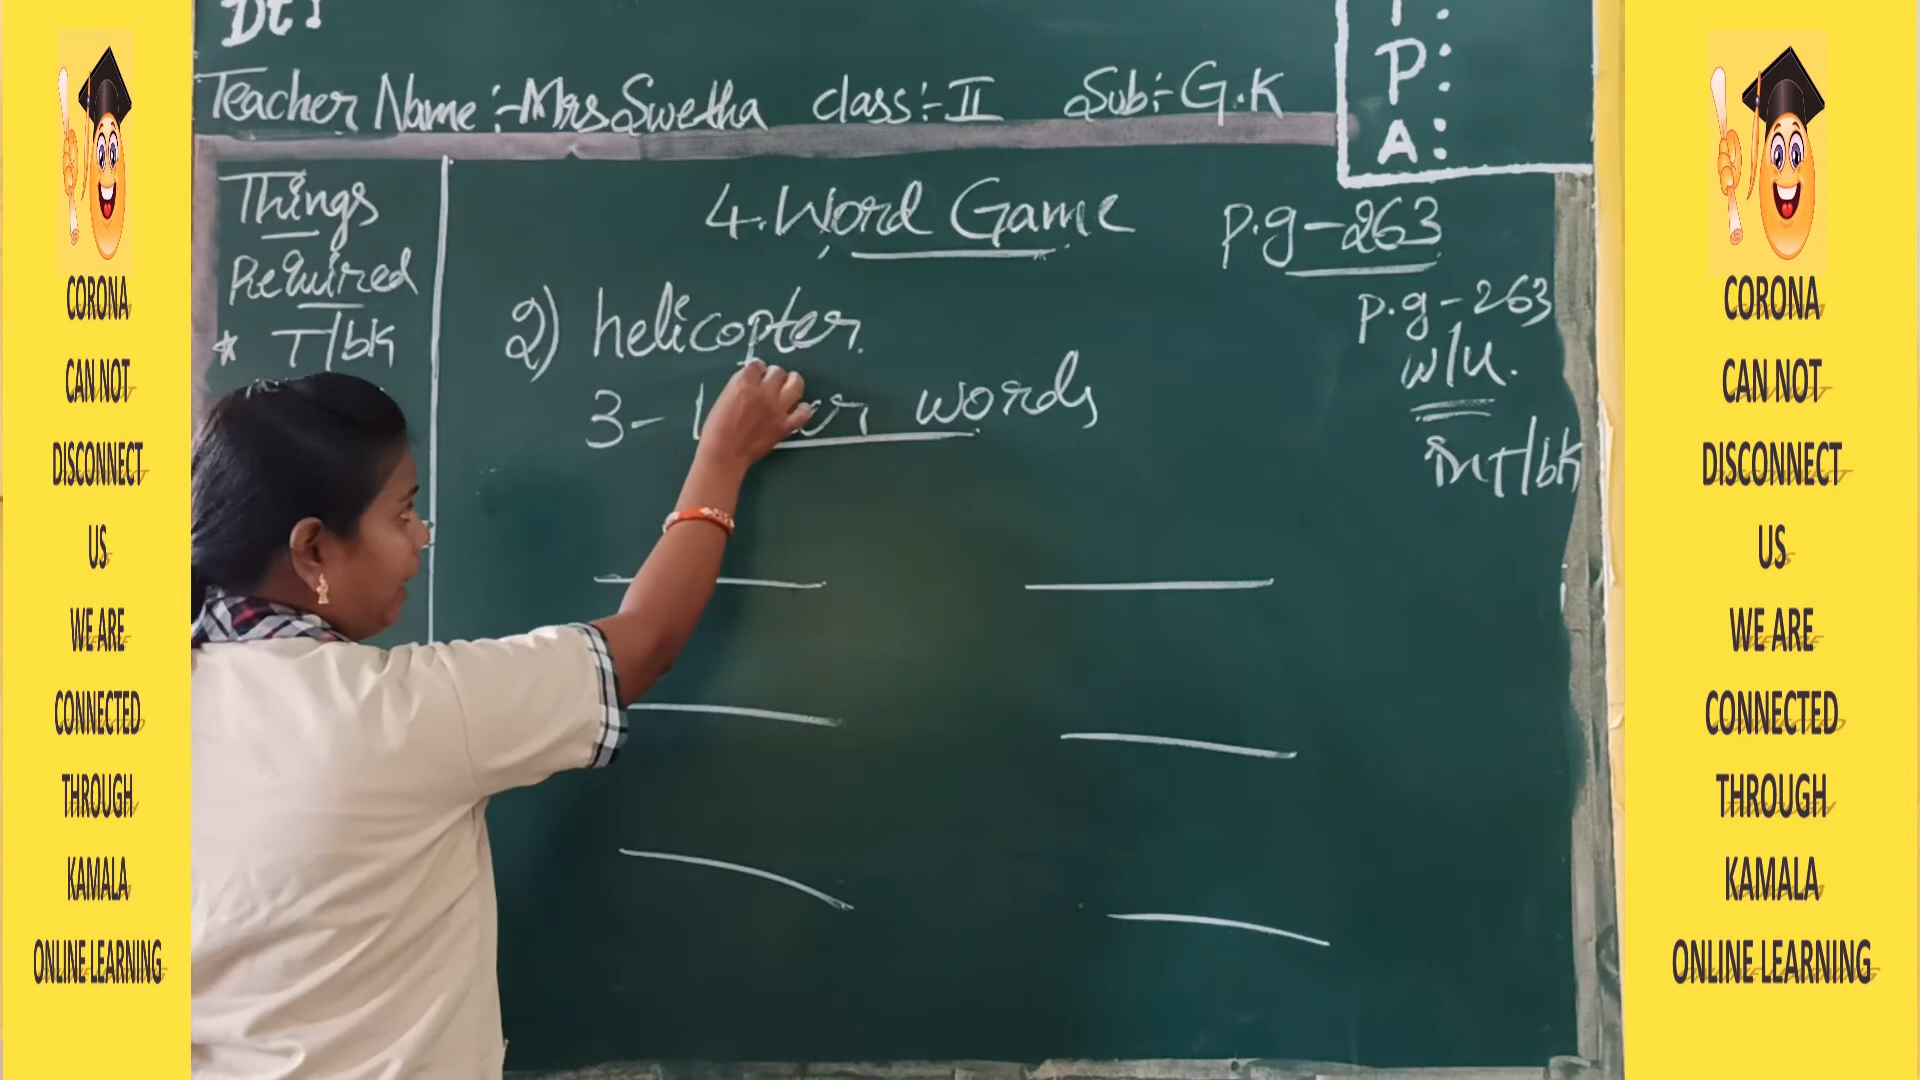 CORONA
CAN NOT
DISCONNECT
US
WE ARE
CONNECTED
THROUGH
KAMALA
ONLINE LEARNING
Dt:
Teacher Name:-Mrs Swetha class:-II Sub:-G.K
P:
A:
Things
Required
* T/bk
4.Word Game p.g-263
2) helicopter
3- words
p.g-263
w/u.
in T/bk
CORONA
CAN NOT
DISCONNECT
US
WE ARE
CONNECTED
THROUGH
KAMALA
ONLINE LEARNING